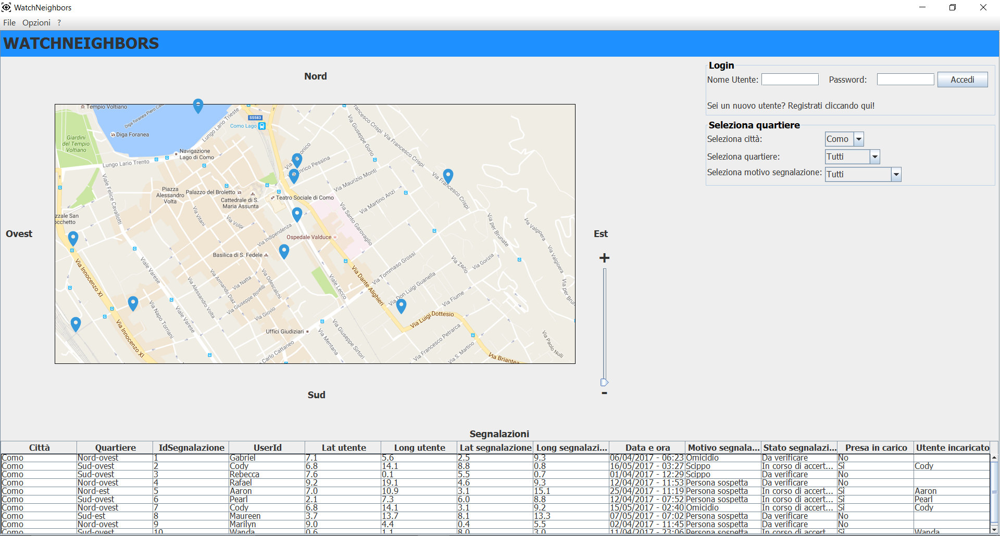 WatchNeighbors
File Opzioni ?
WATCHNEIGHBORS
Nord
Ovest
Est
+
-
Sud
Tempio Voltiano
Diga Foranea
Giardini
del Tempio
Voltiano
Navigazione
Lago di Como
Lungo Lario Trento
Lungo Lario Trieste
SS583
Como Lago
Viale Felice Cavallotti
Piazza
Alessandro
Volta
Palazzo del Broletto
Cattedrale di S.
Maria Assunta
Teatro Sociale di Como
Via Vitani
Via Volpi
Via Indipendenza
Ospedale Valduce
Basilica di S. Fedele
Via Innocenzo XI
Viale Varese
Via Alessandro Volta
Via Armando Diaz
Via Natta
Via Giuseppe Rovelli
Via Odescalchi
Via Giovio
Via Napo Torriani
Viale Varese
Via Innocenzo XI
Uffici Giudiziari
Viale Lecco
Via Mentana
Via Giuseppe Sirtori
Via Dante Alighieri
Via Tommaso Grossi
Via Don Luigi Guanella
Via Fiume
Via Luigi Dottesio
Via Francesco Petrarca
Via S. Martino
Via Briantea
Via Paolo Nulli
Via Zezio
Via Gorizia
Via per Brunate
Via Valgioera
Via Valgioera
Via Giuseppe Gorio
Via Francesco Crispi
Via Francesco Crispi
Via Maurizio Monti
Via Martino Anzi
Via Santo Garovaglio
Login
Nome Utente: Password: Accedi
Sei un nuovo utente? Registrati cliccando qui!
Seleziona quartiere
Seleziona città: Como
Seleziona quartiere: Tutti
Seleziona motivo segnalazione: Tutti
Segnalazioni
Città Quartiere IdSegnalazione UserId Lat utente Long utente Lat segnalazione Long segnalazi... Data e ora Motivo segnala... Stato segnalazi... Presa in carico Utente incaricato
Como Nord-ovest 1 Gabriel 7.1 5.6 2.5 9.3 06/04/2017 - 06:23 Omicidio Da verificare No
Como Sud-ovest 2 Cody 6.8 14.1 8.8 0.8 16/05/2017 - 03:27 Scippo In corso di accert... Sì Cody
Como Sud-ovest 3 Rebecca 7.6 0.1 5.5 0.7 01/04/2017 - 12:29 Scippo Da verificare No
Como Nord-ovest 4 Rafael 9.2 19.1 4.6 9.3 12/04/2017 - 11:53 Persona sospetta Da verificare No
Como Nord-est 5 Aaron 7.0 10.9 3.1 15.1 25/04/2017 - 11:19 Persona sospetta In corso di accert... Sì Aaron
Como Sud-ovest 6 Pearl 2.1 7.3 6.0 8.8 12/04/2017 - 07:52 Persona sospetta In corso di accert... Sì Pearl
Como Nord-ovest 7 Cody 6.8 14.1 3.1 9.2 15/05/2017 - 02:40 Omicidio In corso di accert... Sì Cody
Como Sud-est 8 Maureen 3.7 13.7 8.1 13.3 07/05/2017 - 07:02 Persona sospetta Da verificare No
Como Nord-ovest 9 Marilyn 9.0 4.4 0.4 5.5 02/04/2017 - 11:45 Persona sospetta Da verificare No
Como Sud-ovest 10 Wanda 0.6 1.1 8.0 3.0 11/04/2017 - 23:06 Persona sospetta In corso di accert... Sì Wanda